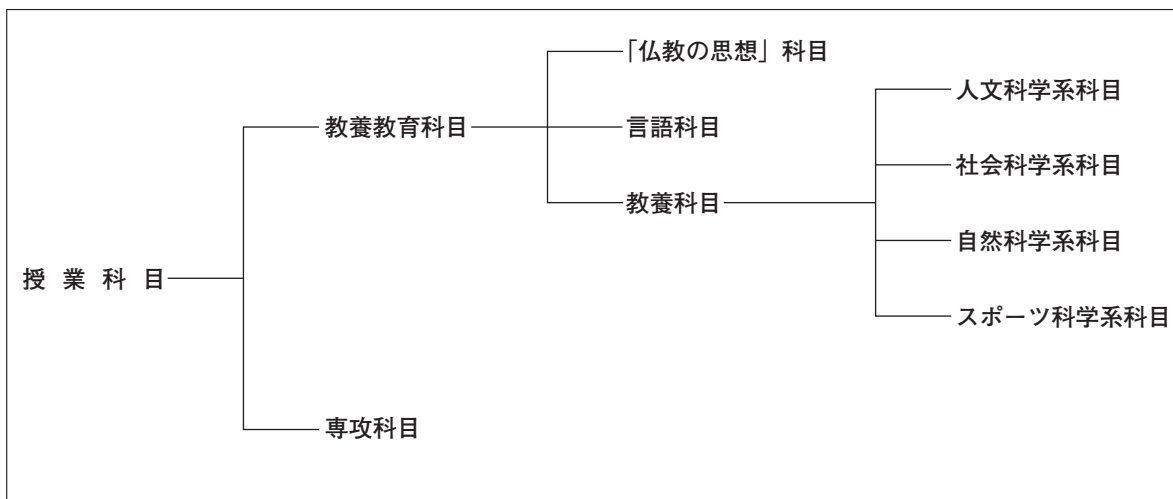 授業科目
教養教育科目
「仏教の思想」科目
言語科目
教養科目
人文科学系科目
社会科学系科目
自然科学系科目
スポーツ科学系科目
専攻科目